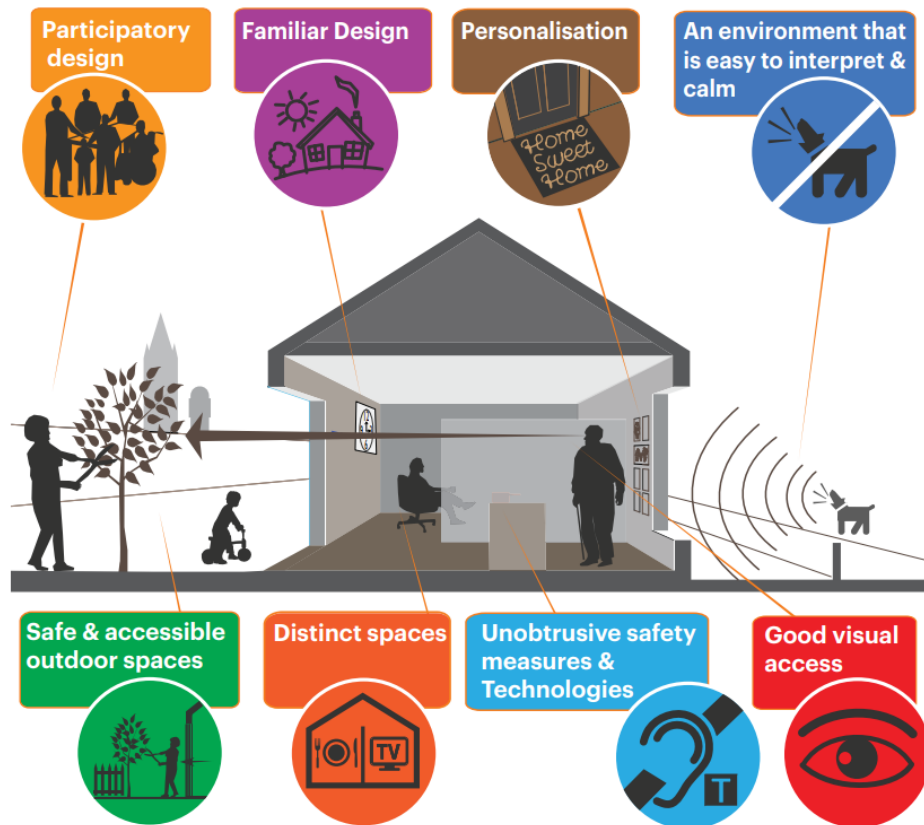 Participatory
design
Familiar Design
Personalisation
An environment that
is easy to interpret &
calm
Home
Sweet
Home
Safe & accessible
outdoor spaces
Distinct spaces
TV
Unobtrusive safety
measures &
Technologies
T
Good visual
access